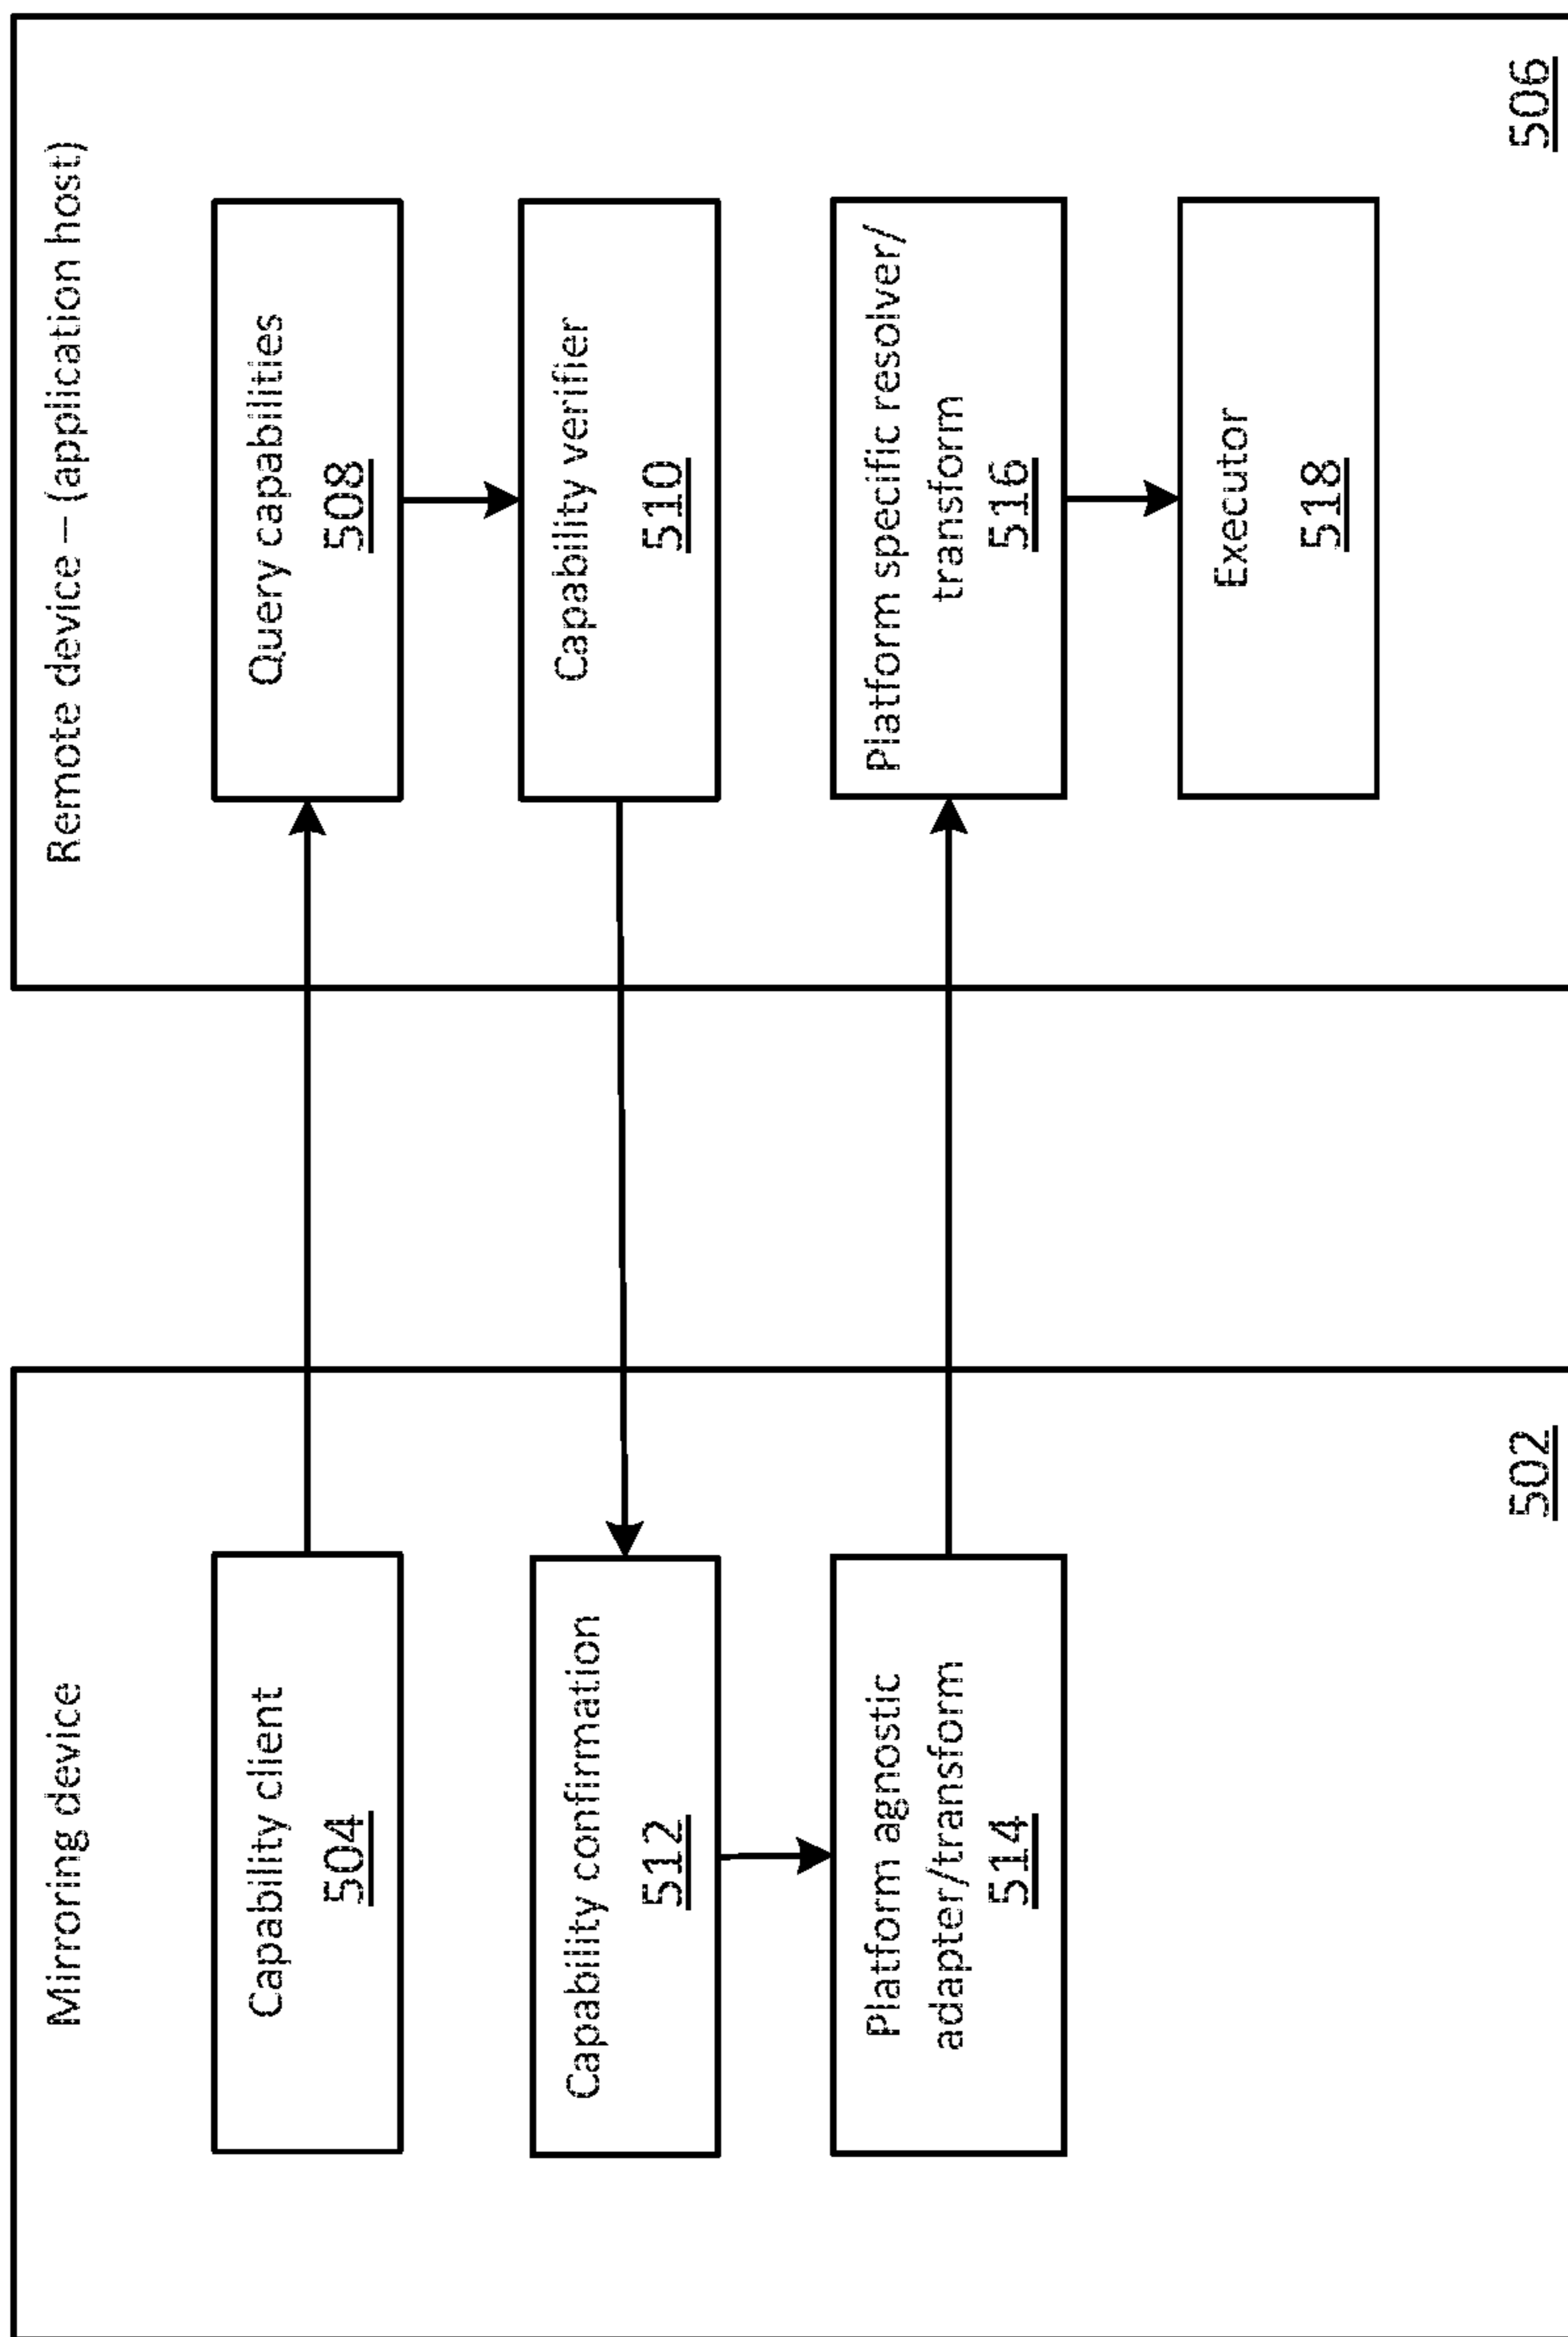 Mirroring device
Capability client
504
Capability confirmation
512
Platform agnostic
adapter/transform
514
502
Remote device – (application host)
Query capabilities
508
Capability verifier
510
Platform specific resolver/
transform
516
Executor
518
506